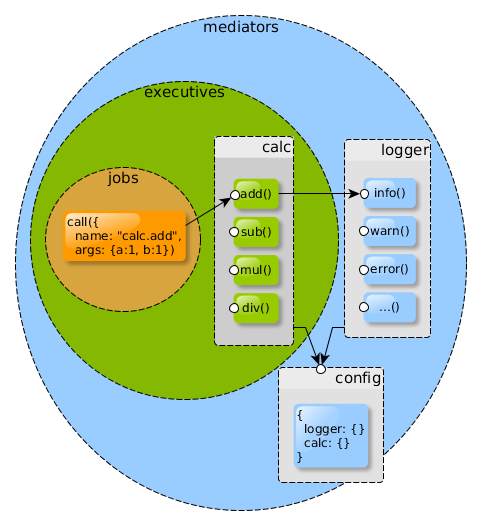 mediators
executives
jobs
call({
  name: "calc.add",
  args: {a:1, b:1})
calc
add()
sub()
mul()
div()
logger
info()
warn()
error()
...()
config
{
  logger: {}
  calc: {}
}